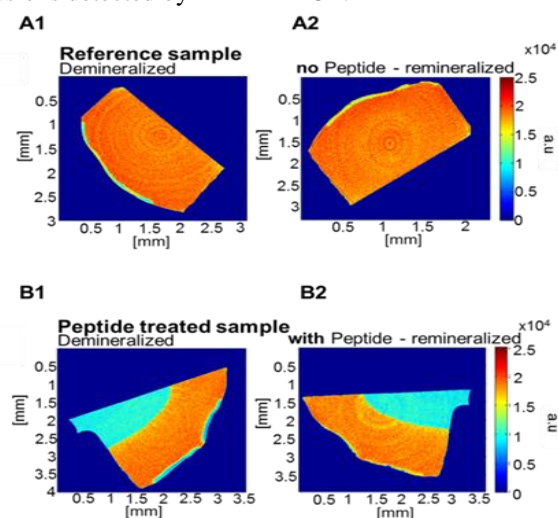 A1
A2
Reference sample
Demineralized
no Peptide - remineralized
x10⁴
0.5
1
1.5
2
2.5
3
[mm]
0.5 1 1.5 2 2.5 3
[mm]
0.5
1
1.5
2
2.5
3
[mm]
0.5 1 1.5 2
[mm]
2.5
2
1.5
1
0.5
0
a.u
B1
B2
Peptide treated sample
Demineralized
with Peptide - remineralized
x10⁴
0.5
1
1.5
2
2.5
3
3.5
4
[mm]
0.5 1 1.5 2 2.5 3 3.5
[mm]
0.5
1
1.5
2
2.5
3
3.5
[mm]
0.5 1 1.5 2 2.5 3 3.5
[mm]
2.5
2
1.5
1
0.5
0
a.u